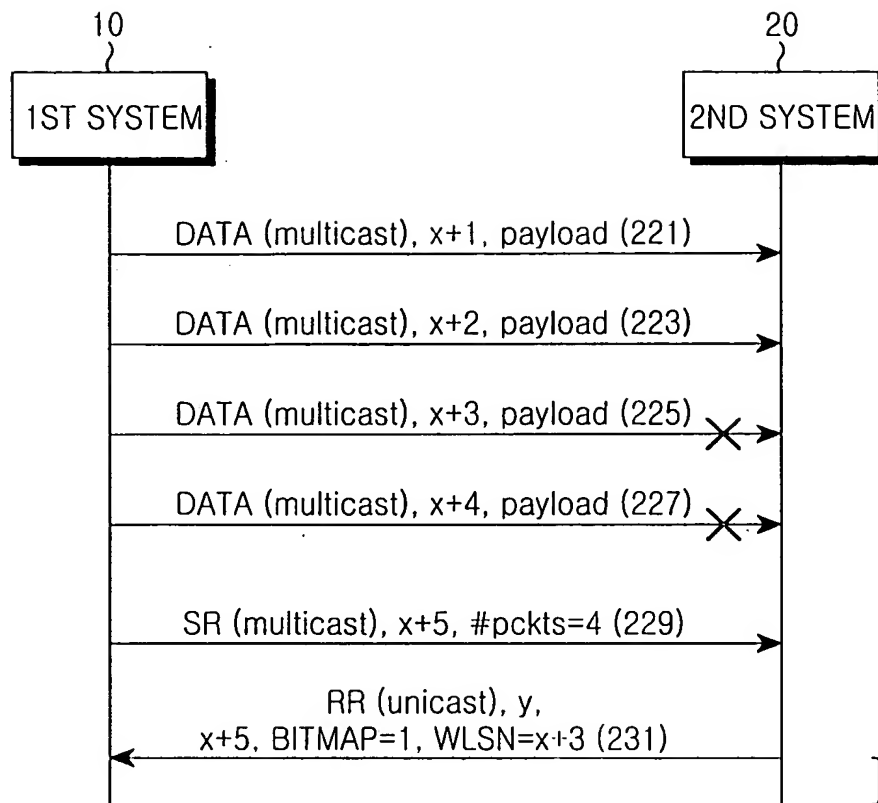 10
20
1ST SYSTEM
2ND SYSTEM
DATA (multicast), x+1, payload (221)
DATA (multicast), x+2, payload (223)
DATA (multicast), x+3, payload (225)
DATA (multicast), x+4, payload (227)
SR (multicast), x+5, #pckts=4 (229)
RR (unicast), y,
x+5, BITMAP=1, WLSN=x+3 (231)